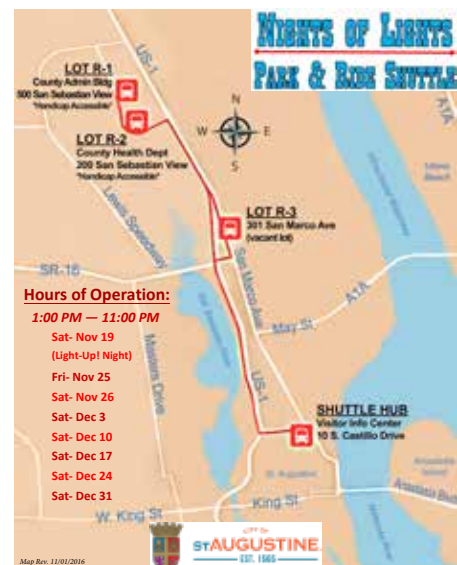 NIGHTS OF LIGHTS
PARK & RIDE SHUTTLE
US-1
LOT R-1
County Admin Bldg
500 San Sebastian View
*Handicap Accessible*
A1A
N
W
E
S
LOT R-2
County Health Dept
200 San Sebastian View
*Handicap Accessible*
Lewis Speedway
LOT R-3
301 San Marco Ave
(vacant lot)
SR-16
San Marco Ave
A1A
May St
Hours of Operation:
1:00 PM — 11:00 PM
Sat- Nov 19
(Light-Up! Night)
Fri- Nov 25
Sat- Nov 26
Sat- Dec 3
Sat- Dec 10
Sat- Dec 17
Sat- Dec 24
Sat- Dec 31
Masters Drive
US-1
SHUTTLE HUB
Visitor Info Center
10 S. Castillo Drive
St. Augustine
King St
W. King St
CITY OF
ST AUGUSTINE
EST. 1565
Map Rev. 11/01/2016